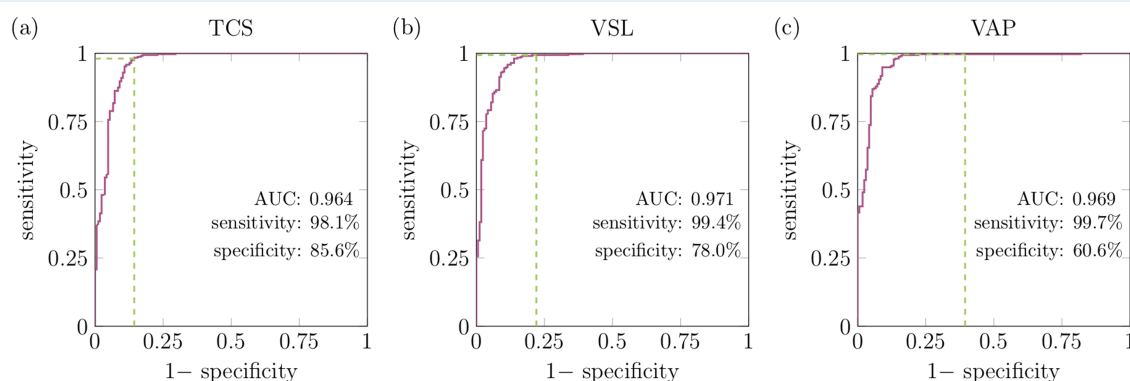 (a) TCS
1
0.75
0.5
0.25
0
0 0.25 0.5 0.75 1
sensitivity
1− specificity
AUC: 0.964
sensitivity: 98.1%
specificity: 85.6%
(b) VSL
1
0.75
0.5
0.25
0
0 0.25 0.5 0.75 1
sensitivity
1− specificity
AUC: 0.971
sensitivity: 99.4%
specificity: 78.0%
(c) VAP
1
0.75
0.5
0.25
0
0 0.25 0.5 0.75 1
sensitivity
1− specificity
AUC: 0.969
sensitivity: 99.7%
specificity: 60.6%